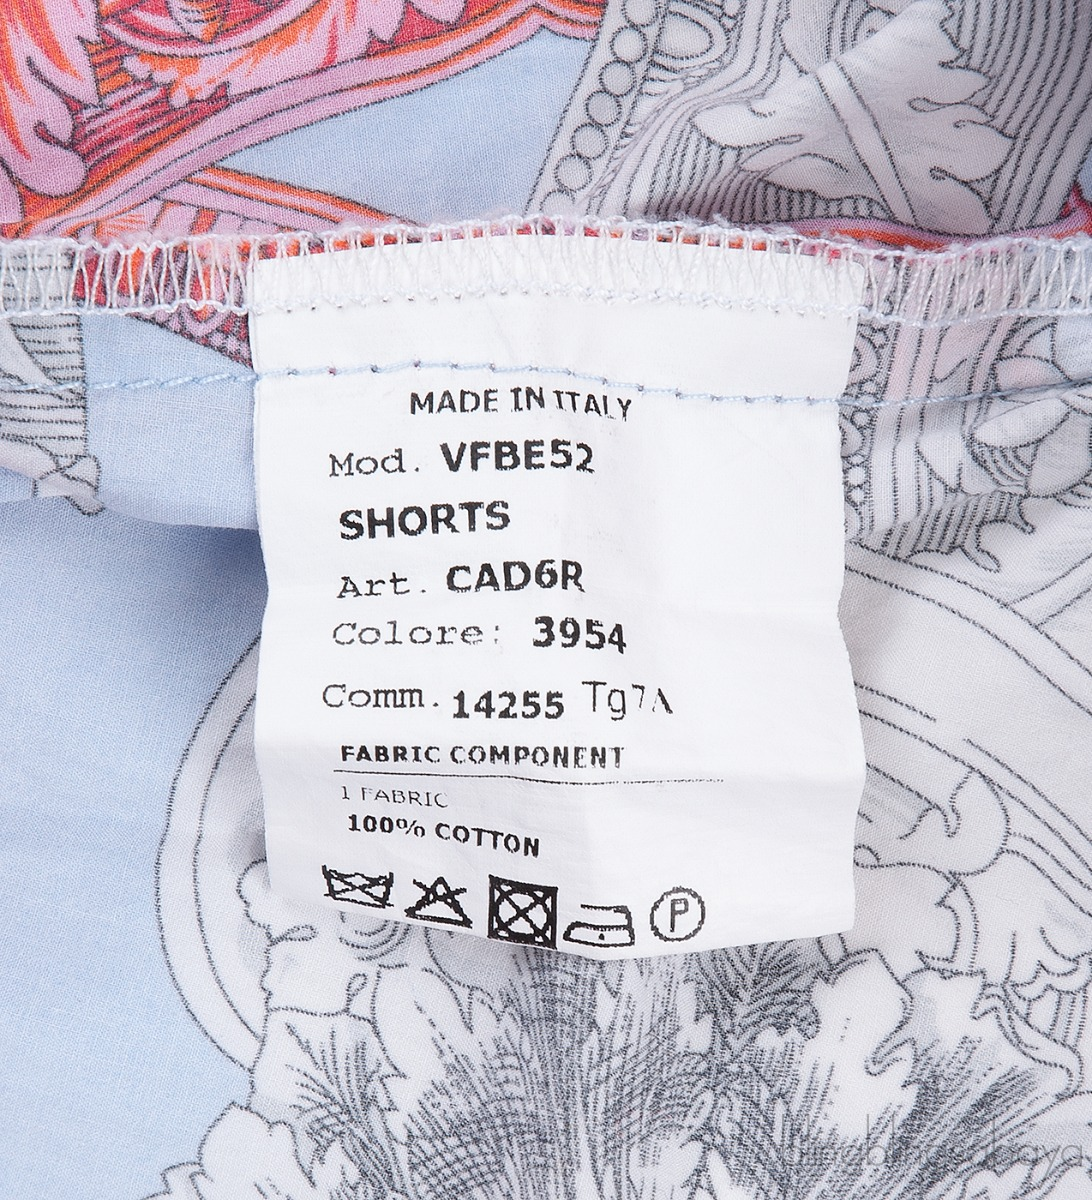 MADE IN ITALY
Mod. VFBE52
SHORTS
Art. CAD6R
Colore: 3954
Comm. 14255 Tg7A
FABRIC COMPONENT
1 FABRIC
100% COTTON
P